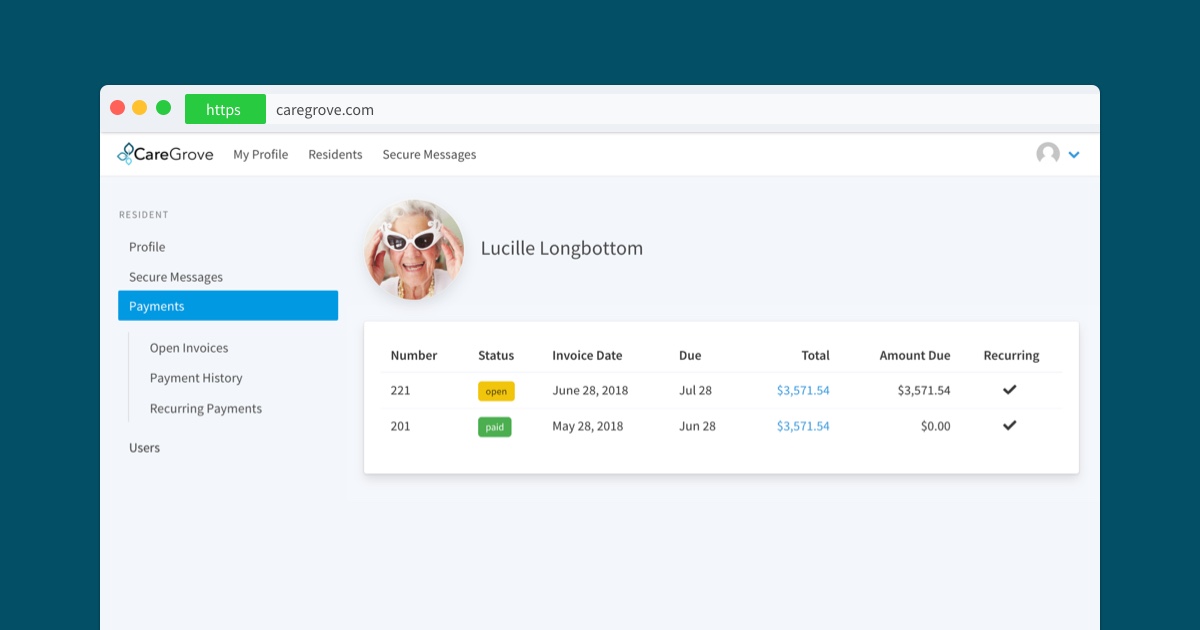 https caregrove.com
CareGrove My Profile Residents Secure Messages
RESIDENT
Profile
Secure Messages
Payments
Open Invoices
Payment History
Recurring Payments
Users
Lucille Longbottom
Number Status Invoice Date Due Total Amount Due Recurring
221 open June 28, 2018 Jul 28 $3,571.54 $3,571.54
201 paid May 28, 2018 Jun 28 $3,571.54 $0.00